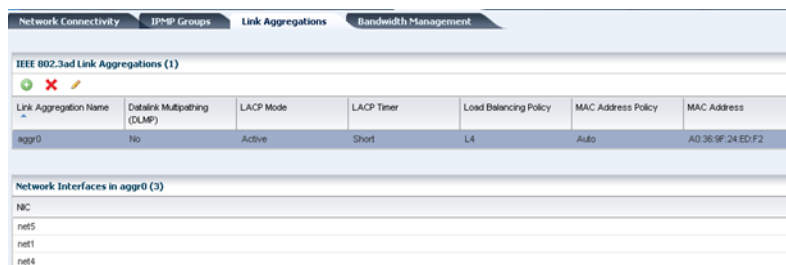 Network Connectivity IPMP Groups Link Aggregations Bandwidth Management
IEEE 802.3ad Link Aggregations (1)
Link Aggregation Name Datalink Multipathing (DLMP) LACP Mode LACP Timer Load Balancing Policy MAC Address Policy MAC Address
aggr0 No Active Short L4 Auto A0:36:9F:24:ED:F2
Network Interfaces in aggr0 (3)
NIC
net5
net1
net4